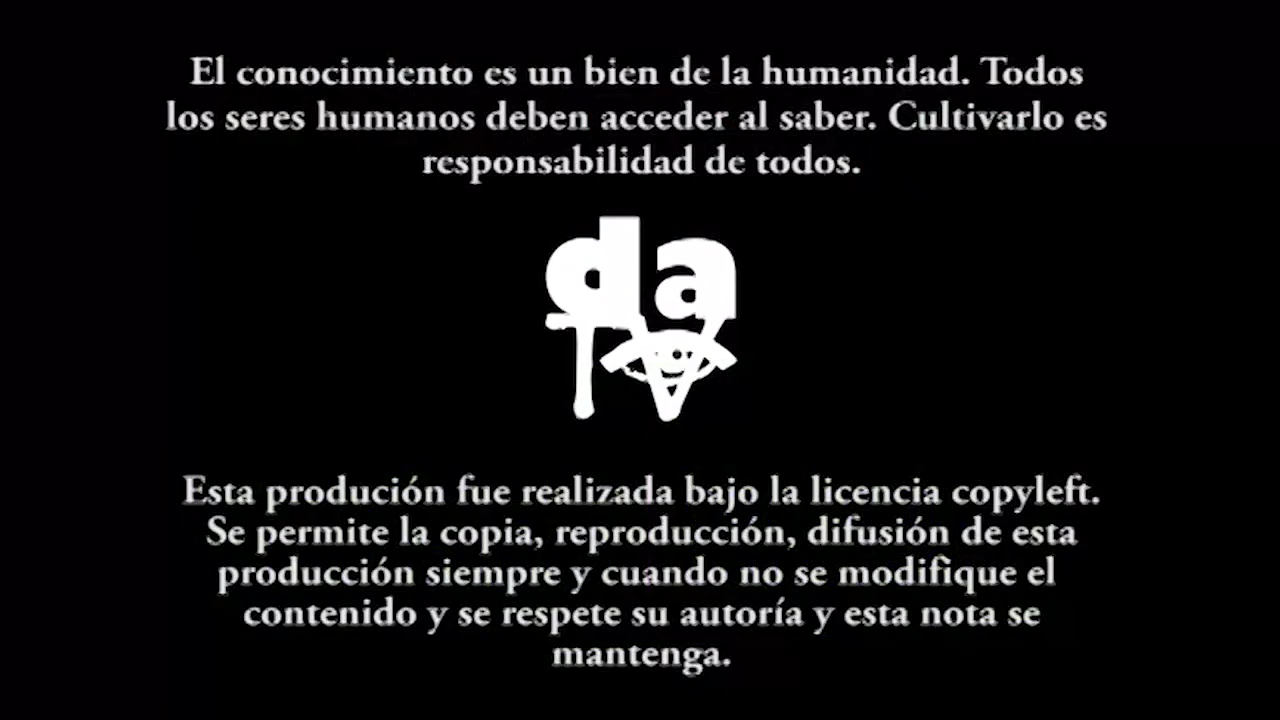 El conocimiento es un bien de la humanidad. Todos
los seres humanos deben acceder al saber. Cultivarlo es
responsabilidad de todos.
da
TV
Esta produción fue realizada bajo la licencia copyleft.
Se permite la copia, reproducción, difusión de esta
producción siempre y cuando no se modifique el
contenido y se respete su autoría y esta nota se
mantenga.